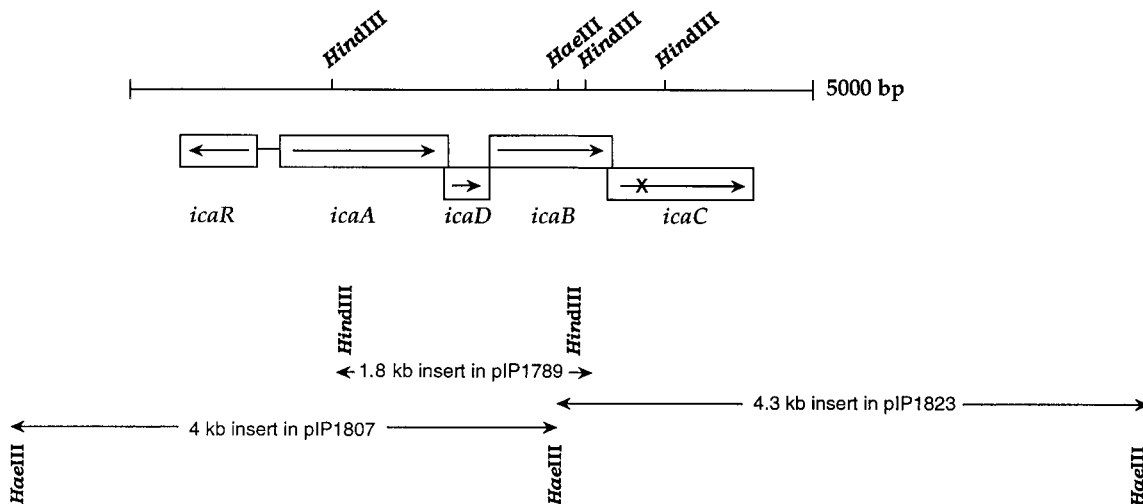 HindIII
HaeIII
HindIII
HindIII
5000 bp
x
icaR
icaA
icaD
icaB
icaC
HindIII
HindIII
1.8 kb insert in pIP1789
4.3 kb insert in pIP1823
4 kb insert in pIP1807
HaeIII
HaeIII
HaeIII